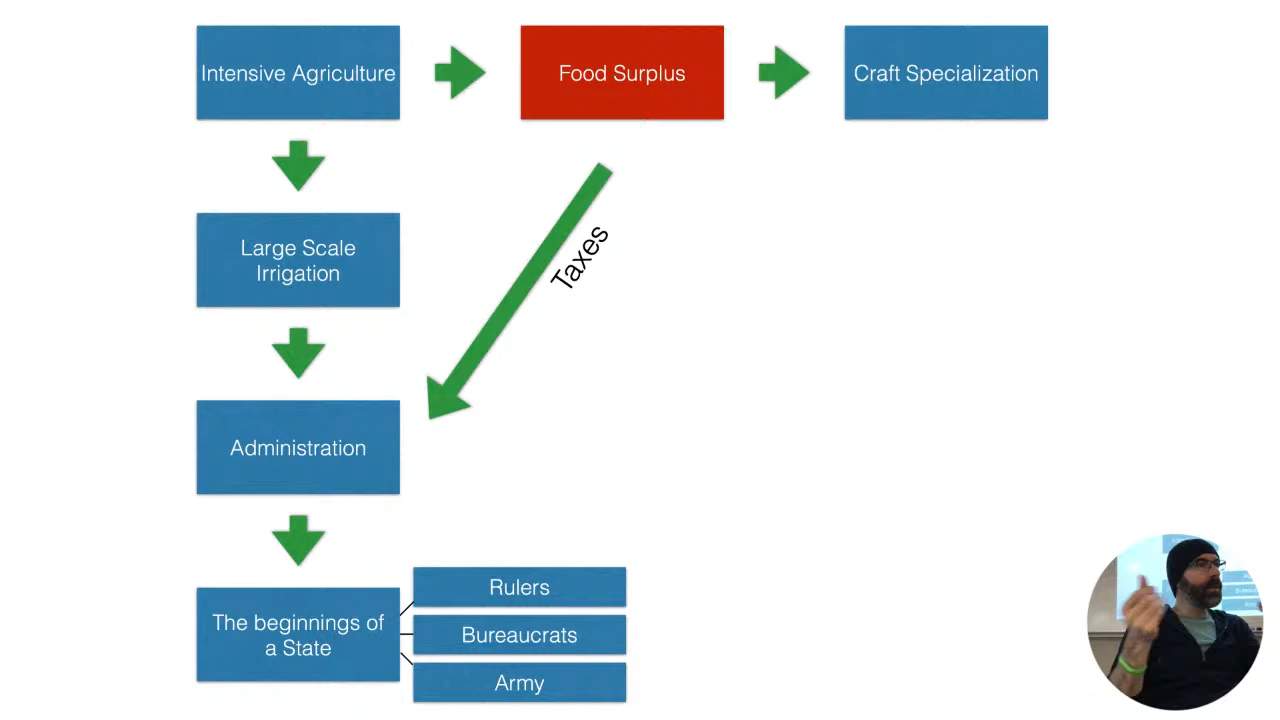 Intensive Agriculture
Food Surplus
Craft Specialization
Large Scale
Irrigation
Taxes
Administration
The beginnings of
a State
Rulers
Bureaucrats
Army